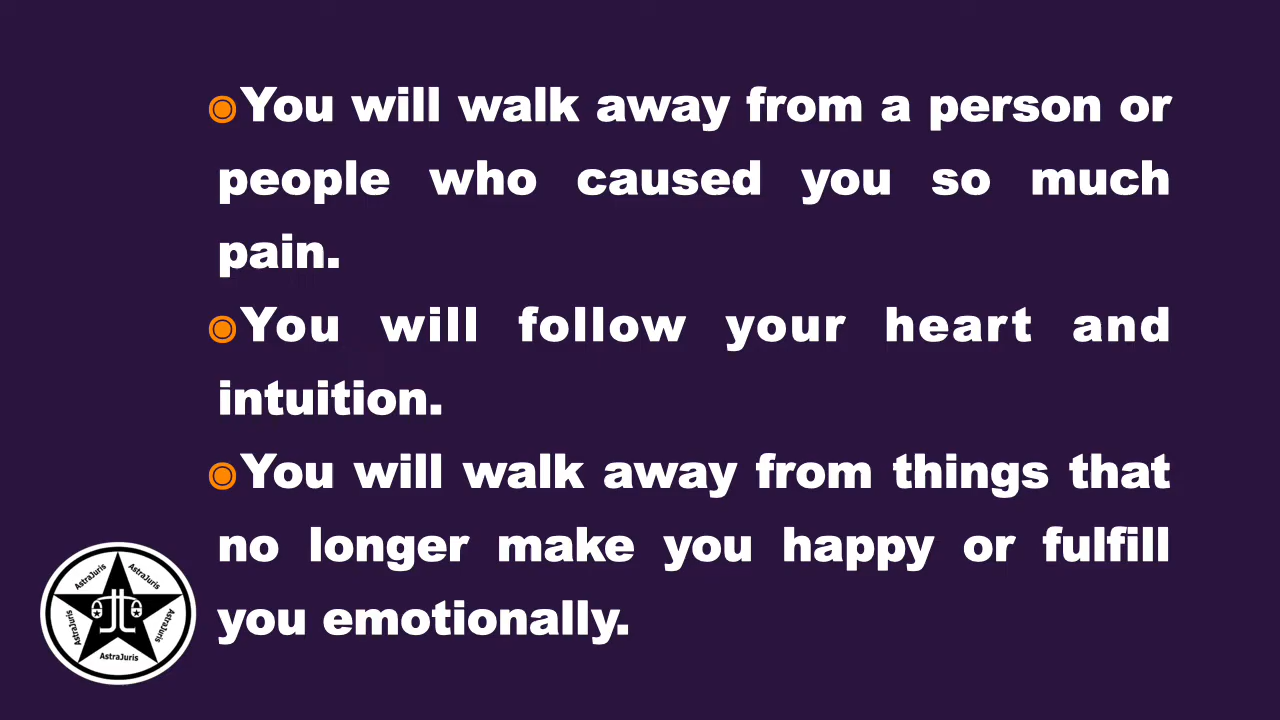 You will walk away from a person or
people who caused you so much
pain.
You will follow your heart and
intuition.
You will walk away from things that
no longer make you happy or fulfill
you emotionally.
AstraJuris
AstraJuris
AstraJuris
AstraJuris
AstraJuris